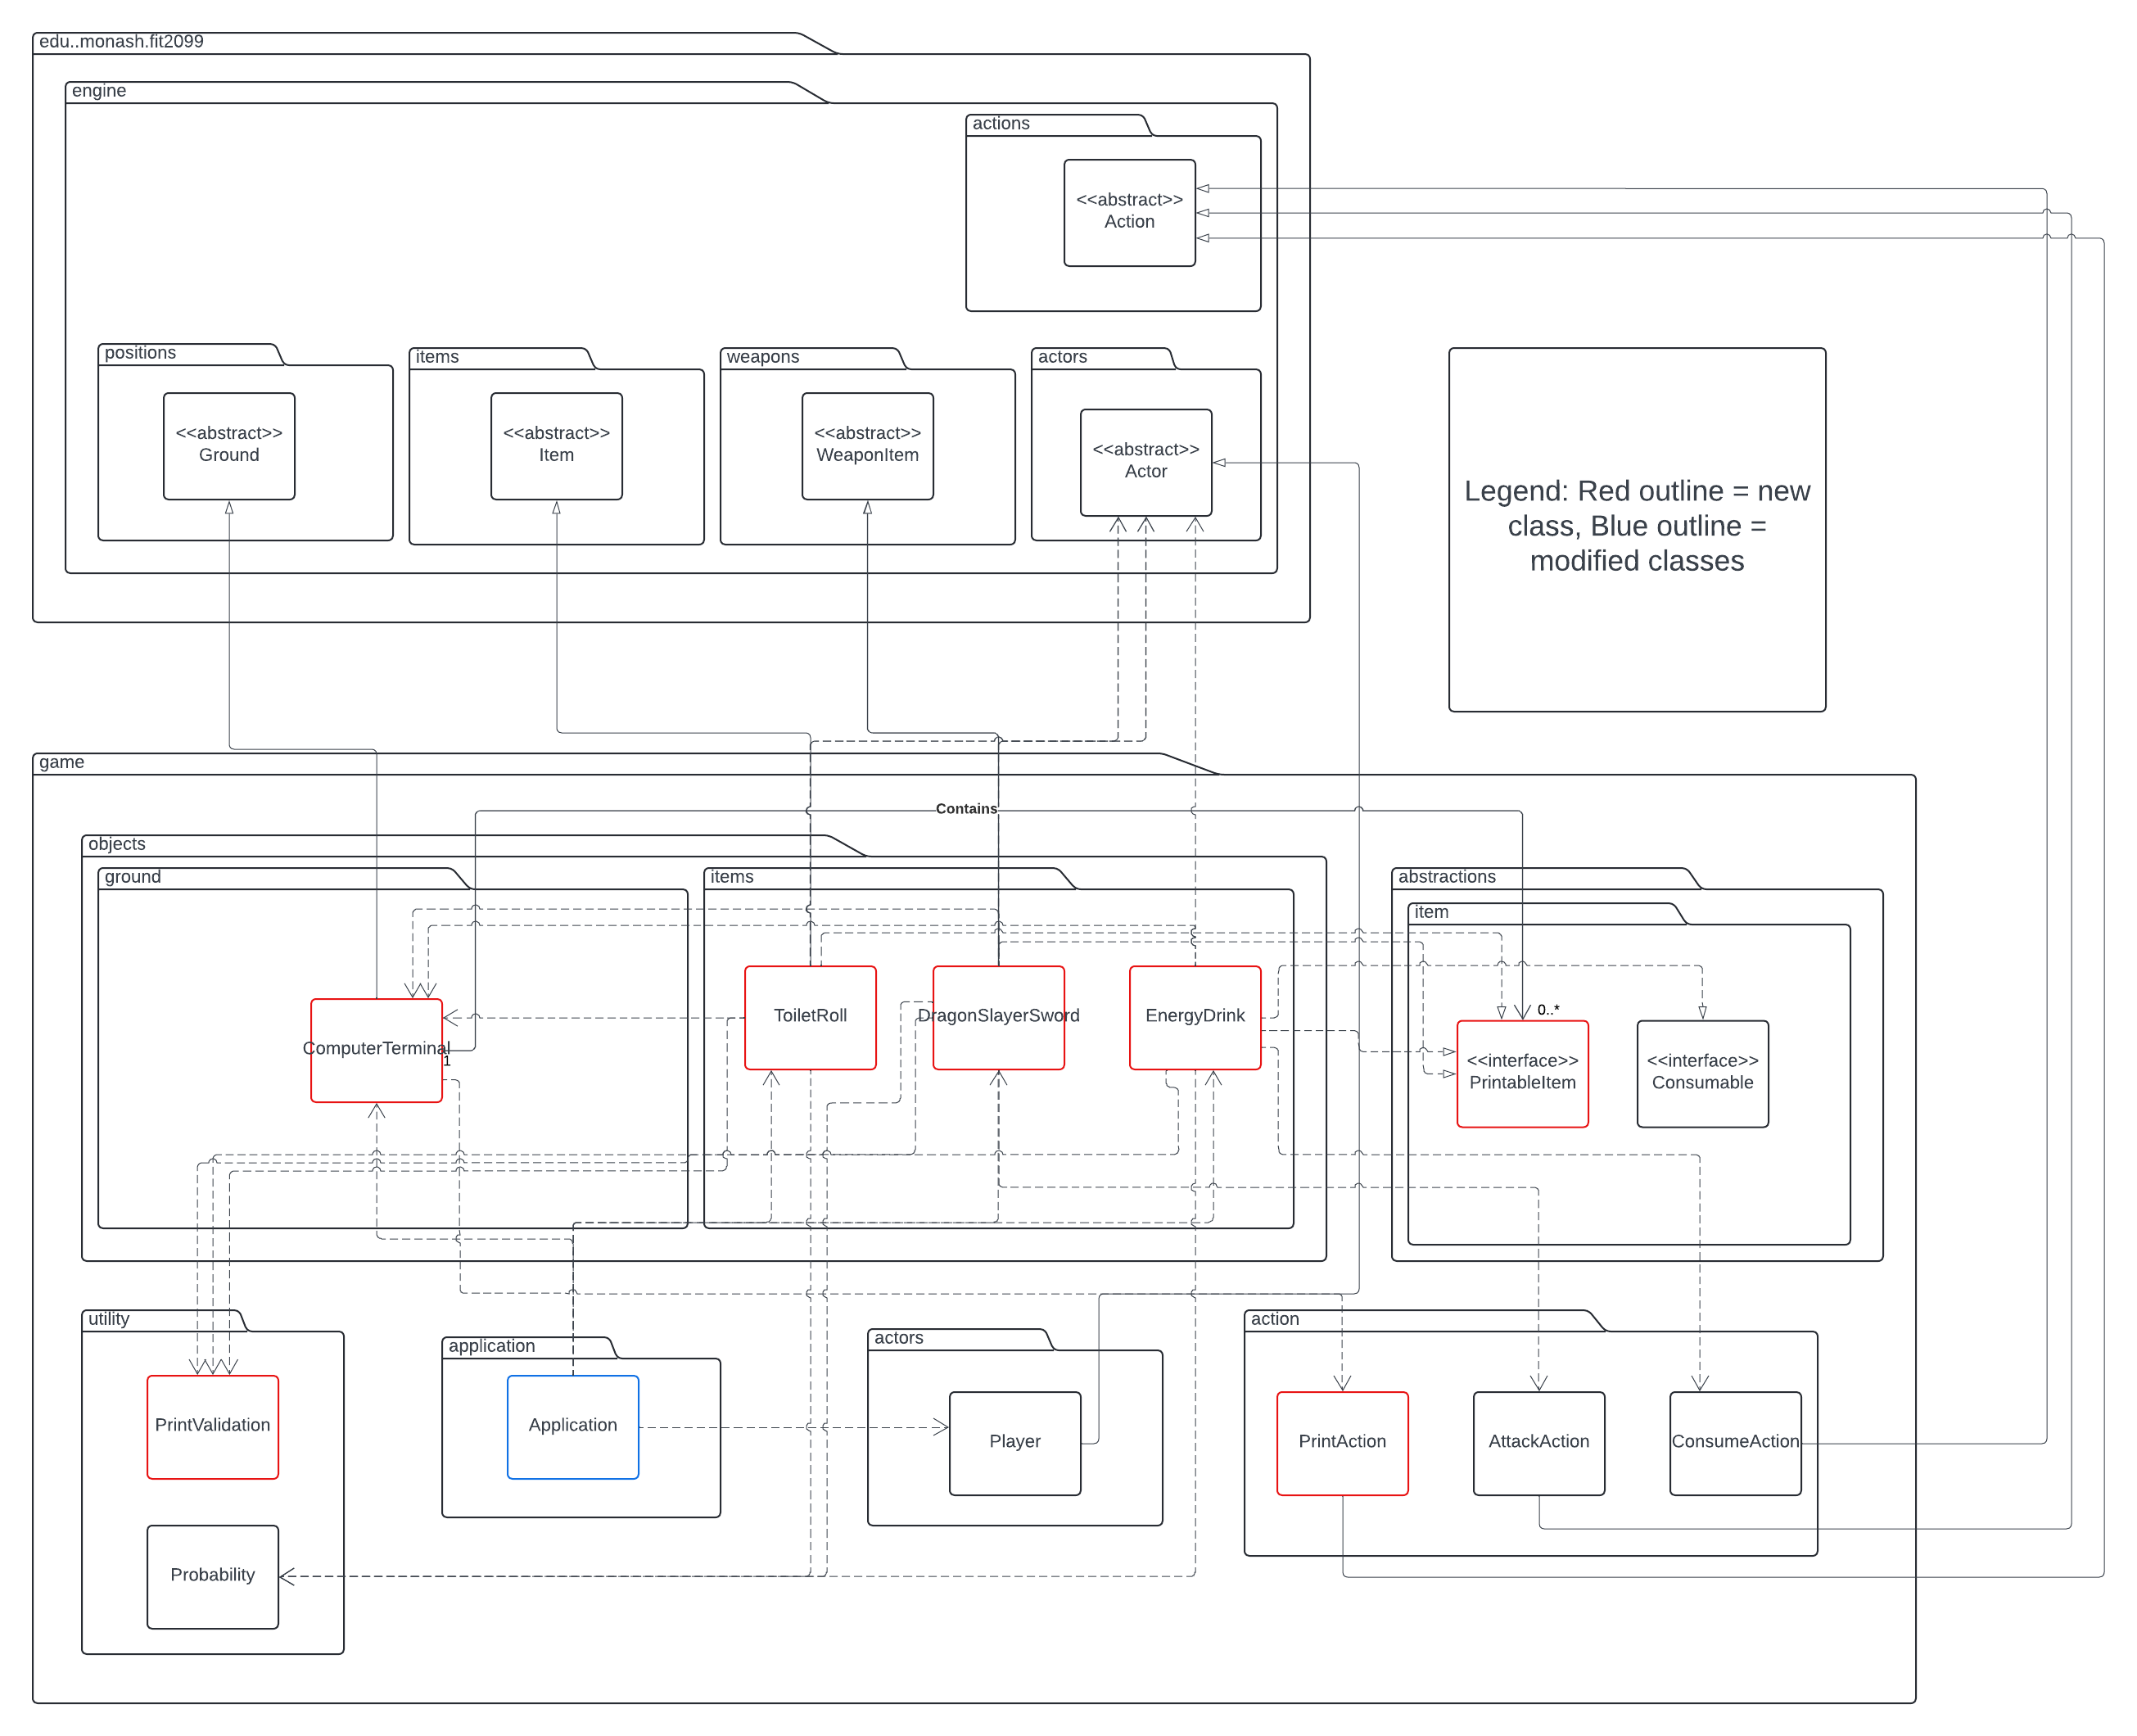 edu..monash.fit2099
engine
actions
<<abstract>>
Action
positions
items
weapons
actors
<<abstract>>
Ground
<<abstract>>
Item
<<abstract>>
WeaponItem
<<abstract>>
Actor
Legend: Red outline = new
class, Blue outline =
modified classes
game
Contains
objects
ground
items
abstractions
item
ComputerTerminal
1
ToiletRoll
DragonSlayerSword
EnergyDrink
0..*
<<interface>>
PrintableItem
<<interface>>
Consumable
utility
application
actors
action
PrintValidation
Application
Player
PrintAction
AttackAction
ConsumeAction
Probability